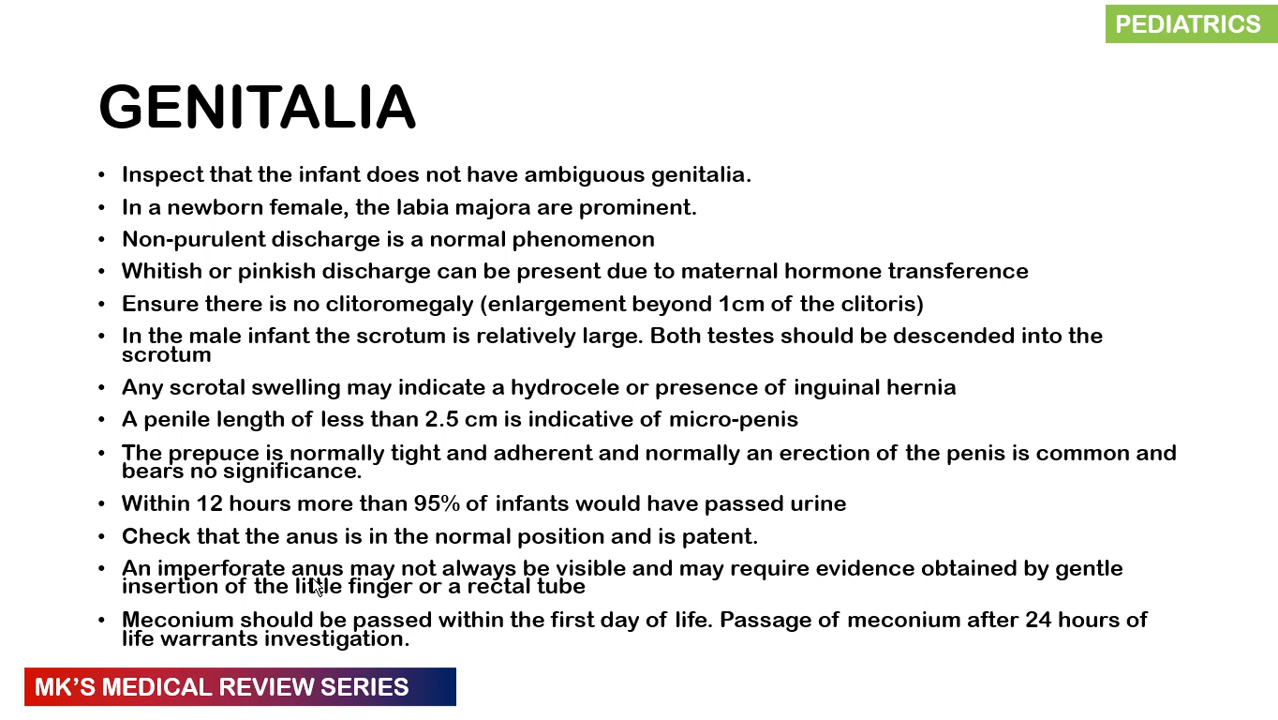 PEDIATRICS
GENITALIA
• Inspect that the infant does not have ambiguous genitalia.
• In a newborn female, the labia majora are prominent.
• Non-purulent discharge is a normal phenomenon
• Whitish or pinkish discharge can be present due to maternal hormone transference
• Ensure there is no clitoromegaly (enlargement beyond 1cm of the clitoris)
• In the male infant the scrotum is relatively large. Both testes should be descended into the
scrotum
• Any scrotal swelling may indicate a hydrocele or presence of inguinal hernia
• A penile length of less than 2.5 cm is indicative of micro-penis
• The prepuce is normally tight and adherent and normally an erection of the penis is common and
bears no significance.
• Within 12 hours more than 95% of infants would have passed urine
• Check that the anus is in the normal position and is patent.
• An imperforate anus may not always be visible and may require evidence obtained by gentle
insertion of the little finger or a rectal tube
• Meconium should be passed within the first day of life. Passage of meconium after 24 hours of
life warrants investigation.
MK'S MEDICAL REVIEW SERIES